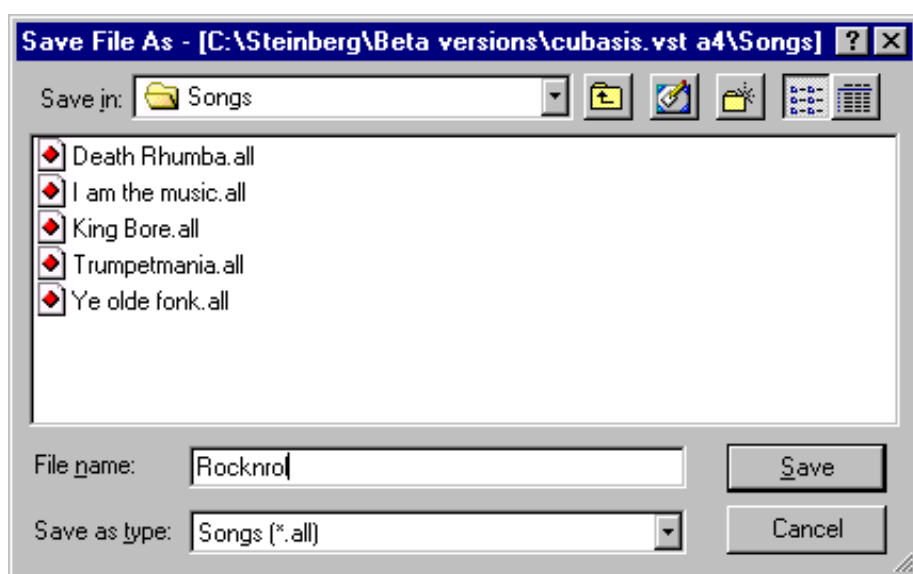 Save File As - [C:\Steinberg\Beta versions\cubasis.vst a4\Songs]
Save in: Songs
Death Rhumba.all
I am the music.all
King Bore.all
Trumpetmania.all
Ye olde fonk.all
File name: Rocknrol Save
Save as type: Songs (*.all) Cancel